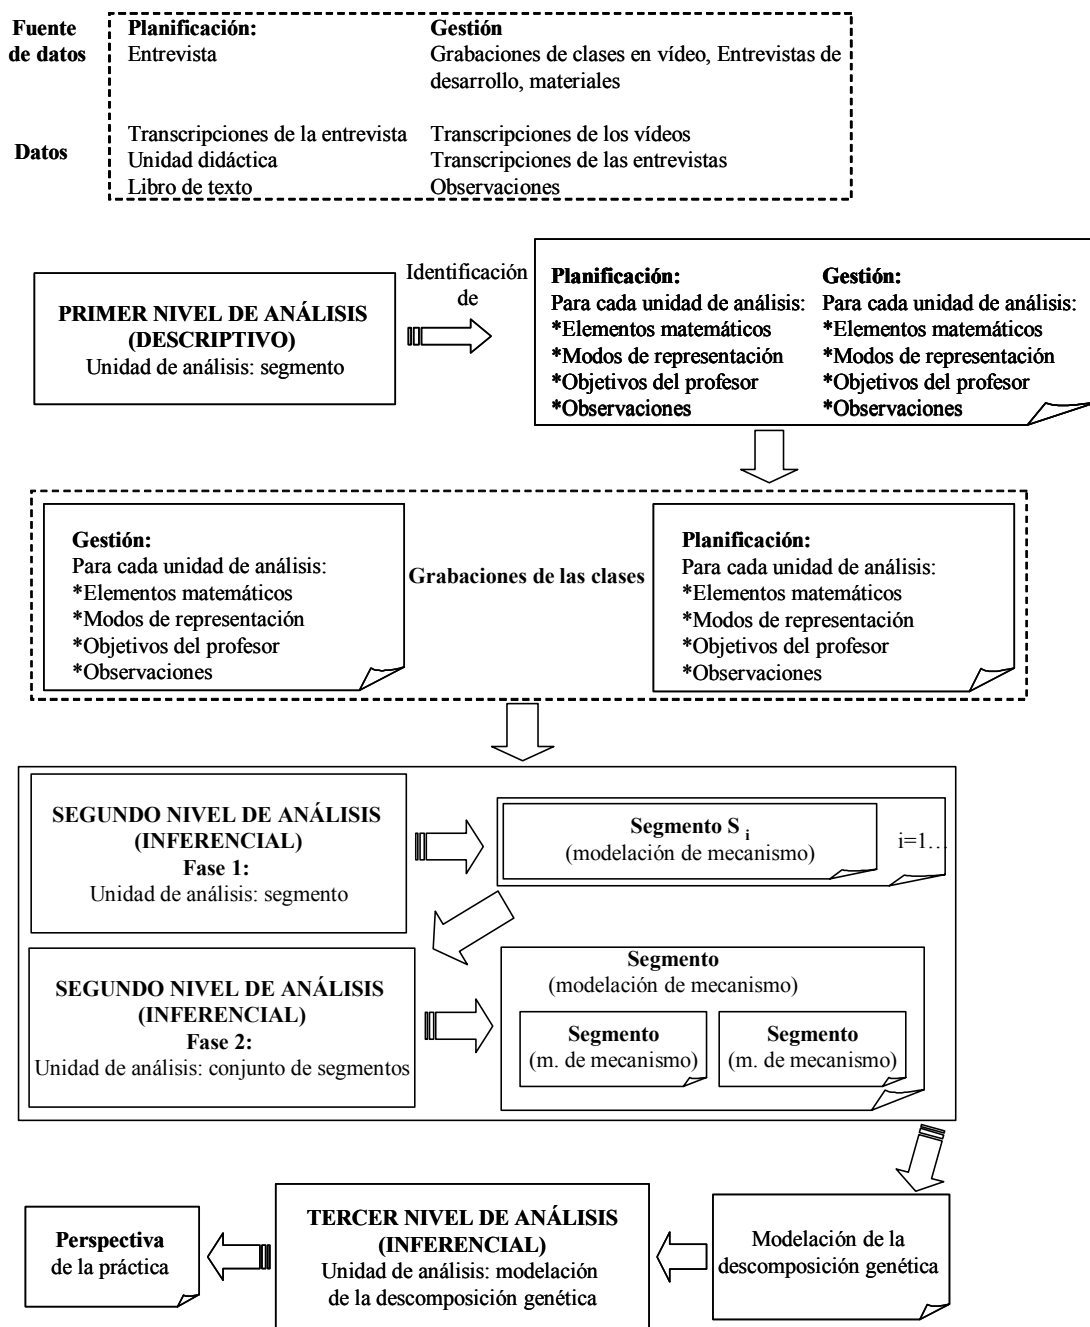 Fuente
de datos
Planificación:
Entrevista
Gestión
Grabaciones de clases en vídeo, Entrevistas de
desarrollo, materiales
Datos
Transcripciones de la entrevista
Unidad didáctica
Libro de texto
Transcripciones de los vídeos
Transcripciones de las entrevistas
Observaciones
PRIMER NIVEL DE ANÁLISIS
(DESCRIPTIVO)
Unidad de análisis: segmento
Identificación
de
Planificación:
Para cada unidad de análisis:
*Elementos matemáticos
*Modos de representación
*Objetivos del profesor
*Observaciones
Gestión:
Para cada unidad de análisis:
*Elementos matemáticos
*Modos de representación
*Objetivos del profesor
*Observaciones
Gestión:
Para cada unidad de análisis:
*Elementos matemáticos
*Modos de representación
*Objetivos del profesor
*Observaciones
Grabaciones de las clases
Planificación:
Para cada unidad de análisis:
*Elementos matemáticos
*Modos de representación
*Objetivos del profesor
*Observaciones
SEGUNDO NIVEL DE ANÁLISIS
(INFERENCIAL)
Fase 1:
Unidad de análisis: segmento
Segmento S i
(modelación de mecanismo)
i=1…
SEGUNDO NIVEL DE ANÁLISIS
(INFERENCIAL)
Fase 2:
Unidad de análisis: conjunto de segmentos
Segmento
(modelación de mecanismo)
Segmento
(m. de mecanismo)
Segmento
(m. de mecanismo)
Perspectiva
de la práctica
TERCER NIVEL DE ANÁLISIS
(INFERENCIAL)
Unidad de análisis: modelación
de la descomposición genética
Modelación de la
descomposición genética